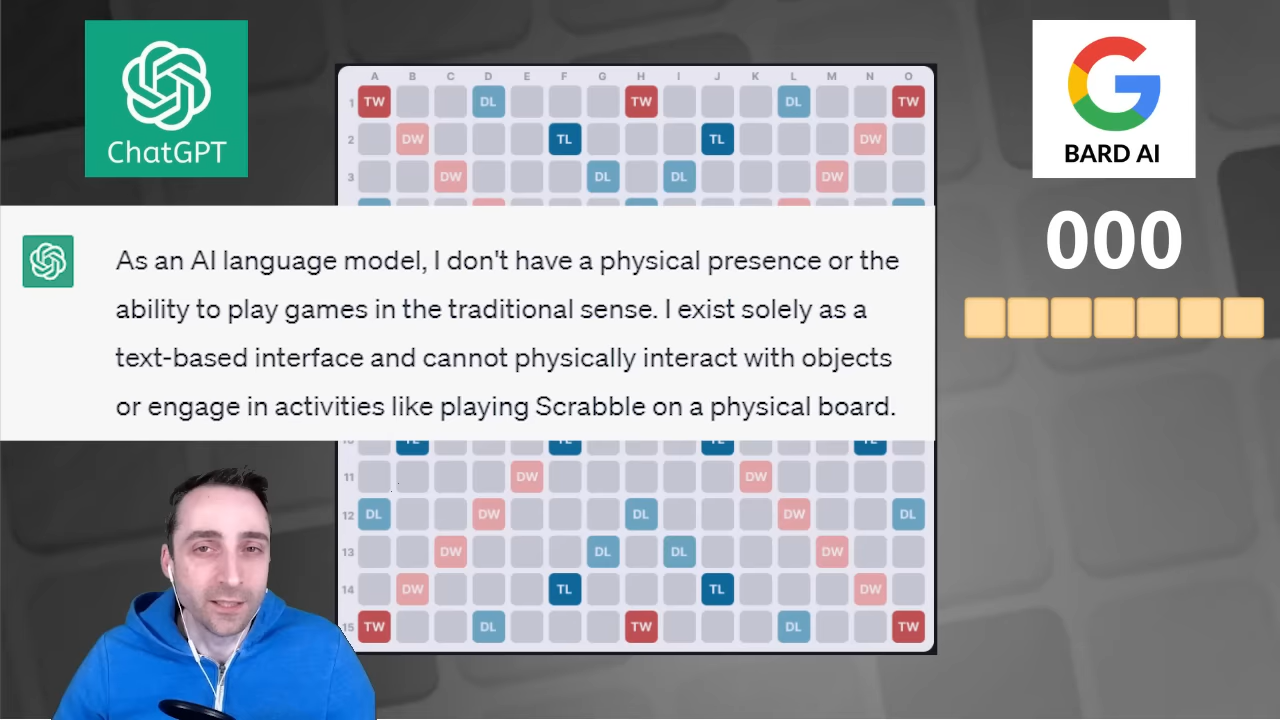 ChatGPT
G
BARD AI
000
A B C D E F G H I J K L M N O
1 TW DL TW DL TW
2 DW TL TL DW
3 DW DL DL DW
As an AI language model, I don't have a physical presence or the
ability to play games in the traditional sense. I exist solely as a
text-based interface and cannot physically interact with objects
or engage in activities like playing Scrabble on a physical board.
TL TL TL TL
11 DW DW
12 DL DW DL DW DL
13 DW DL DL DW
14 DW TL TL DW
15 TW DL TW DL TW